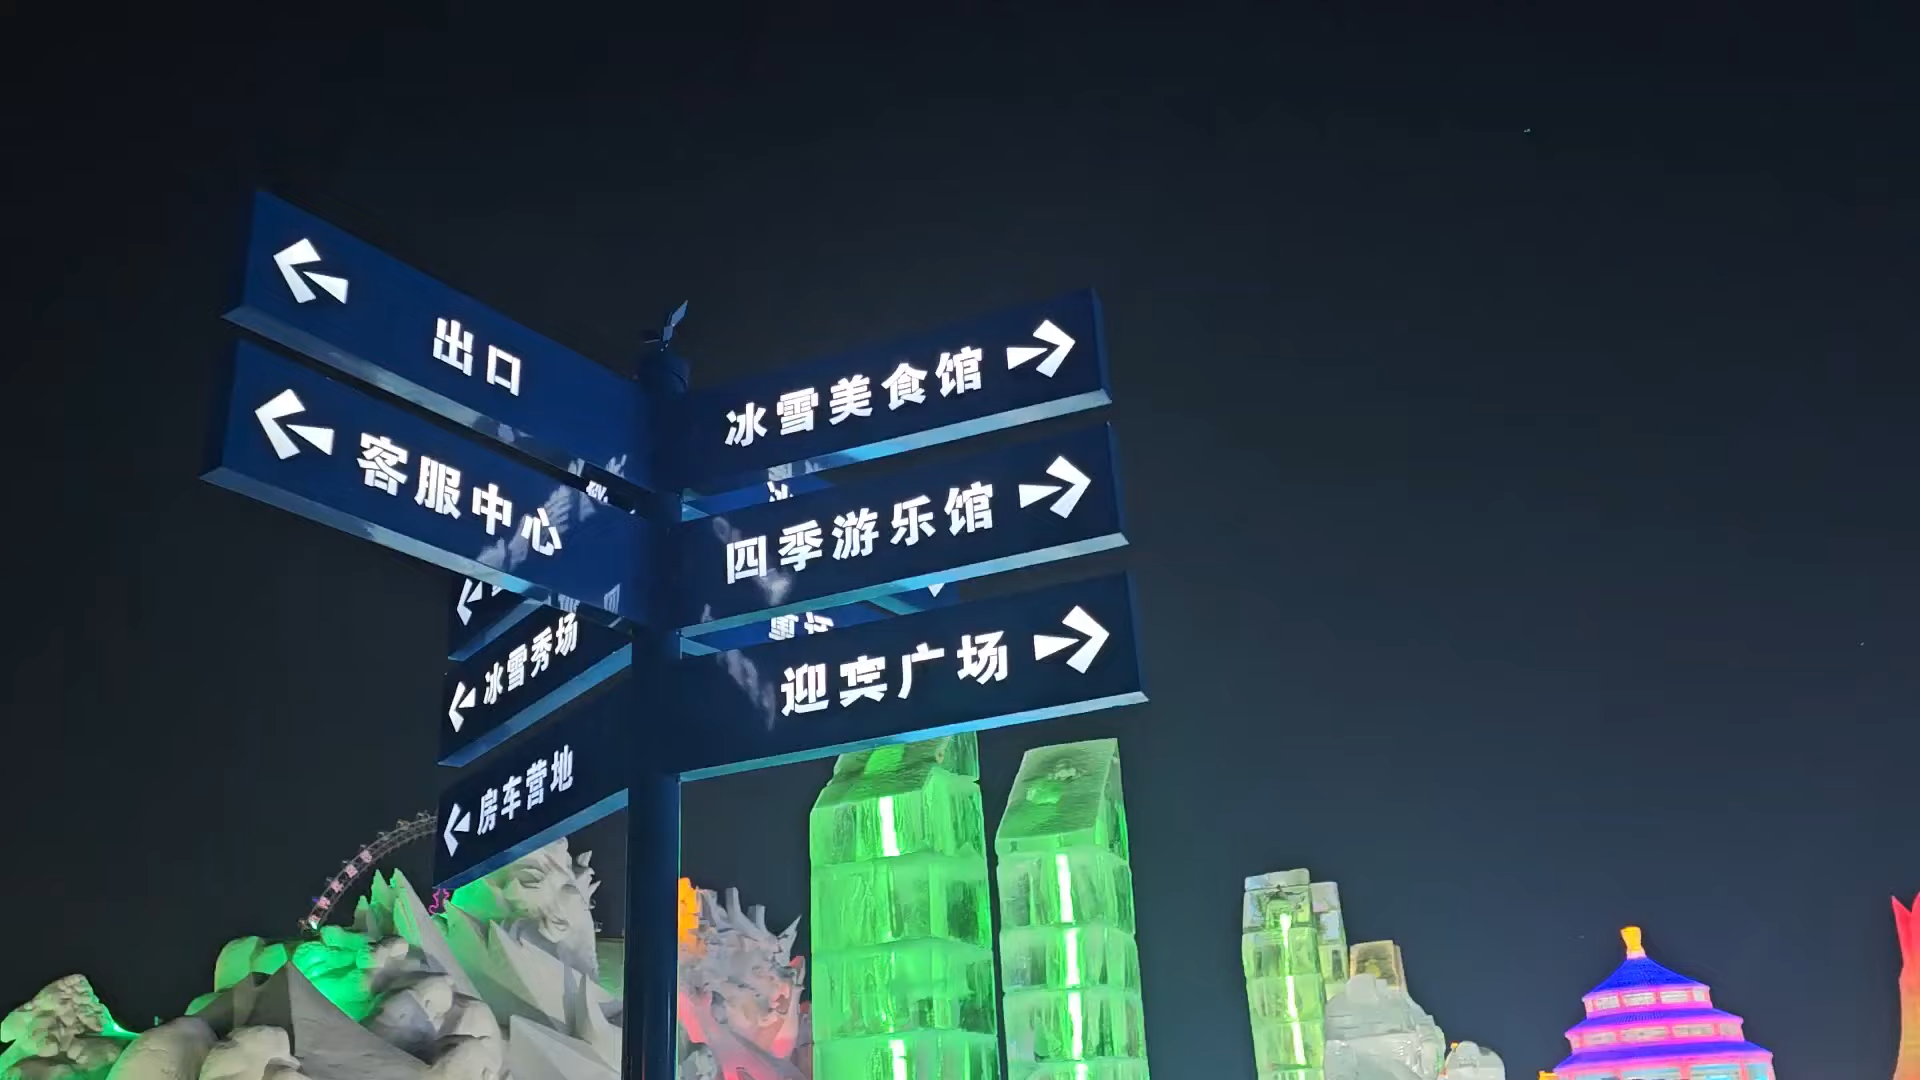 出口
客服中心
冰雪秀场
房车营地
冰雪美食馆
四季游乐馆
迎宾广场